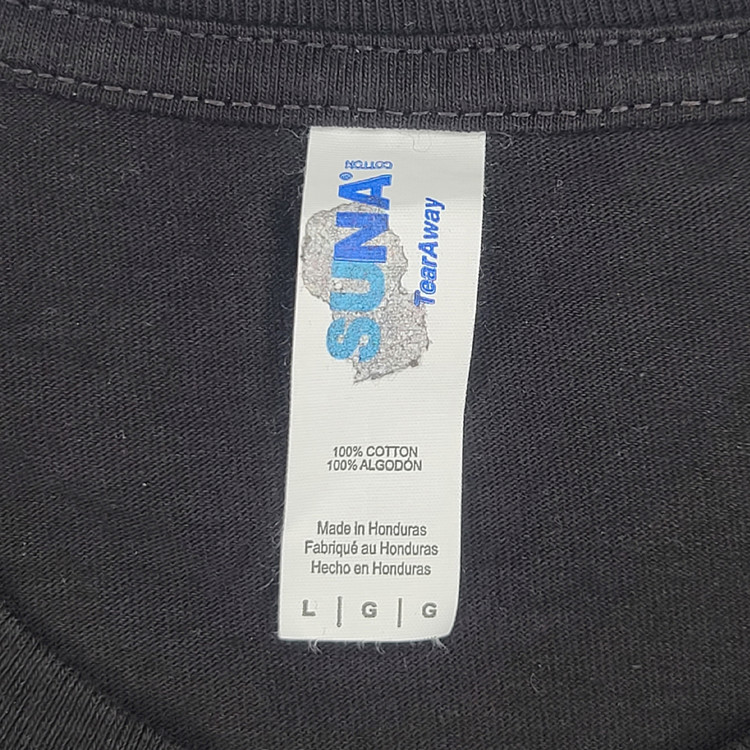 SUNA®
COTTON
TearAway
100% COTTON
100% ALGODÓN
Made in Honduras
Fabriqué au Honduras
Hecho en Honduras
L | G | G